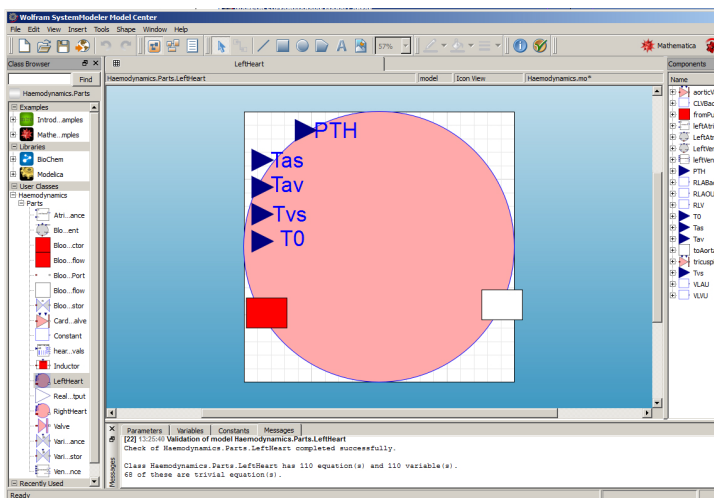 Wolfram SystemModeler Model Center
File Edit View Insert Tools Shape Window Help
57%
Mathematica
Class Browser
LeftHeart
Components
Find
Haemodynamics.Parts.LeftHeart
model
Icon View
Haemodynamics.mo*
Name
Haemodynamics.Parts
Examples
Introd...amples
Mathe...mples
Libraries
BioChem
Modelica
User Classes
Haemodynamics
Parts
Atri...ance
Blo...ent
Bloo...ctor
Bloo...flow
Bloo...Port
Bloo...flow
Bloo...stor
Card...alve
Constant
hear...vals
Inductor
LeftHeart
Real...tput
RightHeart
Valve
Vari...ance
Vari...stor
Ven...nce
Recently Used
PTH
Tas
Tav
Tvs
T0
aorticV
CLVBac
fromPu
leftAtri
LeftAtr
LeftVer
leftVen
PTH
RLABac
RLAOU
RLV
T0
Tas
Tav
toAorta
tricuspi
Tvs
VLAU
VLVU
Parameters
Variables
Constants
Messages
Messages
[22] 13:25:40 Validation of model Haemodynamics.Parts.LeftHeart
Check of Haemodynamics.Parts.LeftHeart completed successfully.
Class Haemodynamics.Parts.LeftHeart has 110 equation(s) and 110 variable(s).
68 of these are trivial equation(s).
Ready